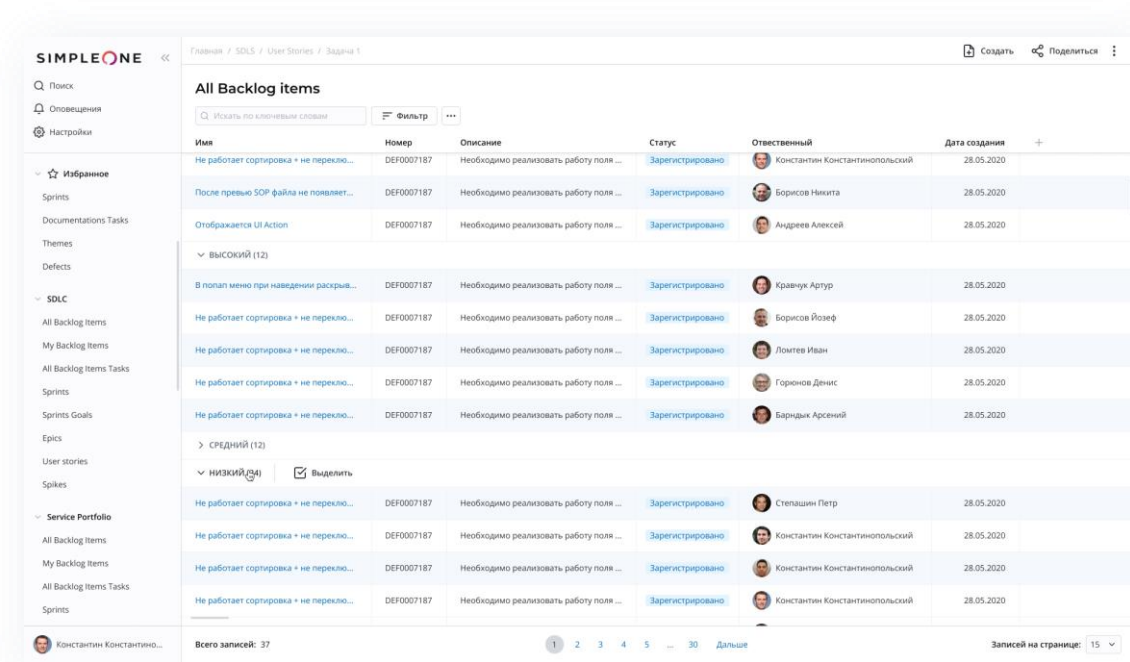 SIMPLEONE
Поиск
Оповещения
Настройки
Избранное
Sprints
Documentations Tasks
Themes
Defects
SDLC
All Backlog Items
My Backlog Items
All Backlog Items Tasks
Sprints
Sprints Goals
Epics
User stories
Spikes
Service Portfolio
All Backlog Items
My Backlog Items
All Backlog Items Tasks
Sprints
Константин Константино...
Главная / SDLS / User Stories / Задача 1
Создать Поделиться
All Backlog items
Искать по ключевым словам Фильтр
Имя Номер Описание Статус Ответственный Дата создания
Не работает сортировка + не переклю... DEF0007187 Необходимо реализовать работу поля ... Зарегистрировано Константин Константинопольский 28.05.2020
После превью SOP файла не появляет... DEF0007187 Необходимо реализовать работу поля ... Зарегистрировано Борисов Никита 28.05.2020
Отображается UI Action DEF0007187 Необходимо реализовать работу поля ... Зарегистрировано Андреев Алексей 28.05.2020
ВЫСОКИЙ (12)
В попап меню при наведении раскрыв... DEF0007187 Необходимо реализовать работу поля ... Зарегистрировано Кравчук Артур 28.05.2020
Не работает сортировка + не переклю... DEF0007187 Необходимо реализовать работу поля ... Зарегистрировано Борисов Йозеф 28.05.2020
Не работает сортировка + не переклю... DEF0007187 Необходимо реализовать работу поля ... Зарегистрировано Ломтев Иван 28.05.2020
Не работает сортировка + не переклю... DEF0007187 Необходимо реализовать работу поля ... Зарегистрировано Горюнов Денис 28.05.2020
Не работает сортировка + не переклю... DEF0007187 Необходимо реализовать работу поля ... Зарегистрировано Барндык Арсений 28.05.2020
СРЕДНИЙ (12)
НИЗКИЙ Выделить
Не работает сортировка + не переклю... DEF0007187 Необходимо реализовать работу поля ... Зарегистрировано Степашин Петр 28.05.2020
Не работает сортировка + не переклю... DEF0007187 Необходимо реализовать работу поля ... Зарегистрировано Константин Константинопольский 28.05.2020
Не работает сортировка + не переклю... DEF0007187 Необходимо реализовать работу поля ... Зарегистрировано Константин Константинопольский 28.05.2020
Не работает сортировка + не переклю... DEF0007187 Необходимо реализовать работу поля ... Зарегистрировано Константин Константинопольский 28.05.2020
Всего записей: 37 1 2 3 4 5 ... 30 Дальше Записей на странице: 15